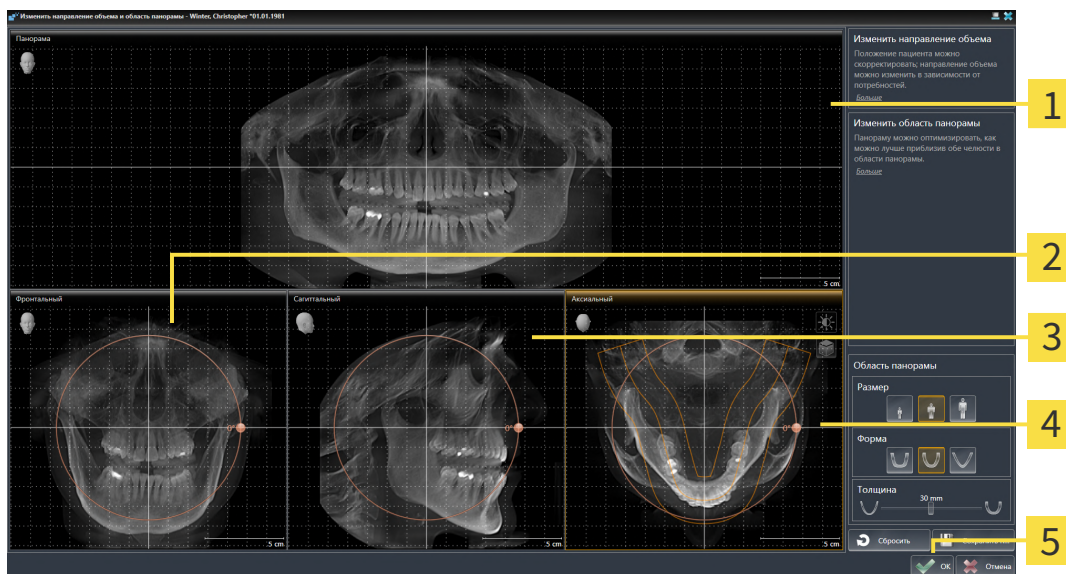 Изменить направление объема и область панорамы - Winter, Christopher *01.01.1981
Панорама
5 cm
Фронтальный
0°
5 cm
Сагиттальный
0°
5 cm
Аксиальный
0°
5 cm
Изменить направление объема
Положение пациента можно
скорректировать; направление объема
можно изменить в зависимости от
потребностей.
Больше
Изменить область панорамы
Панораму можно оптимизировать, как
можно лучше приблизив обе челюсти в
области панорамы.
Больше
Область панорамы
Размер
Форма
Толщина
30 mm
Сбросить
OK
Отмена
1
2
3
4
5